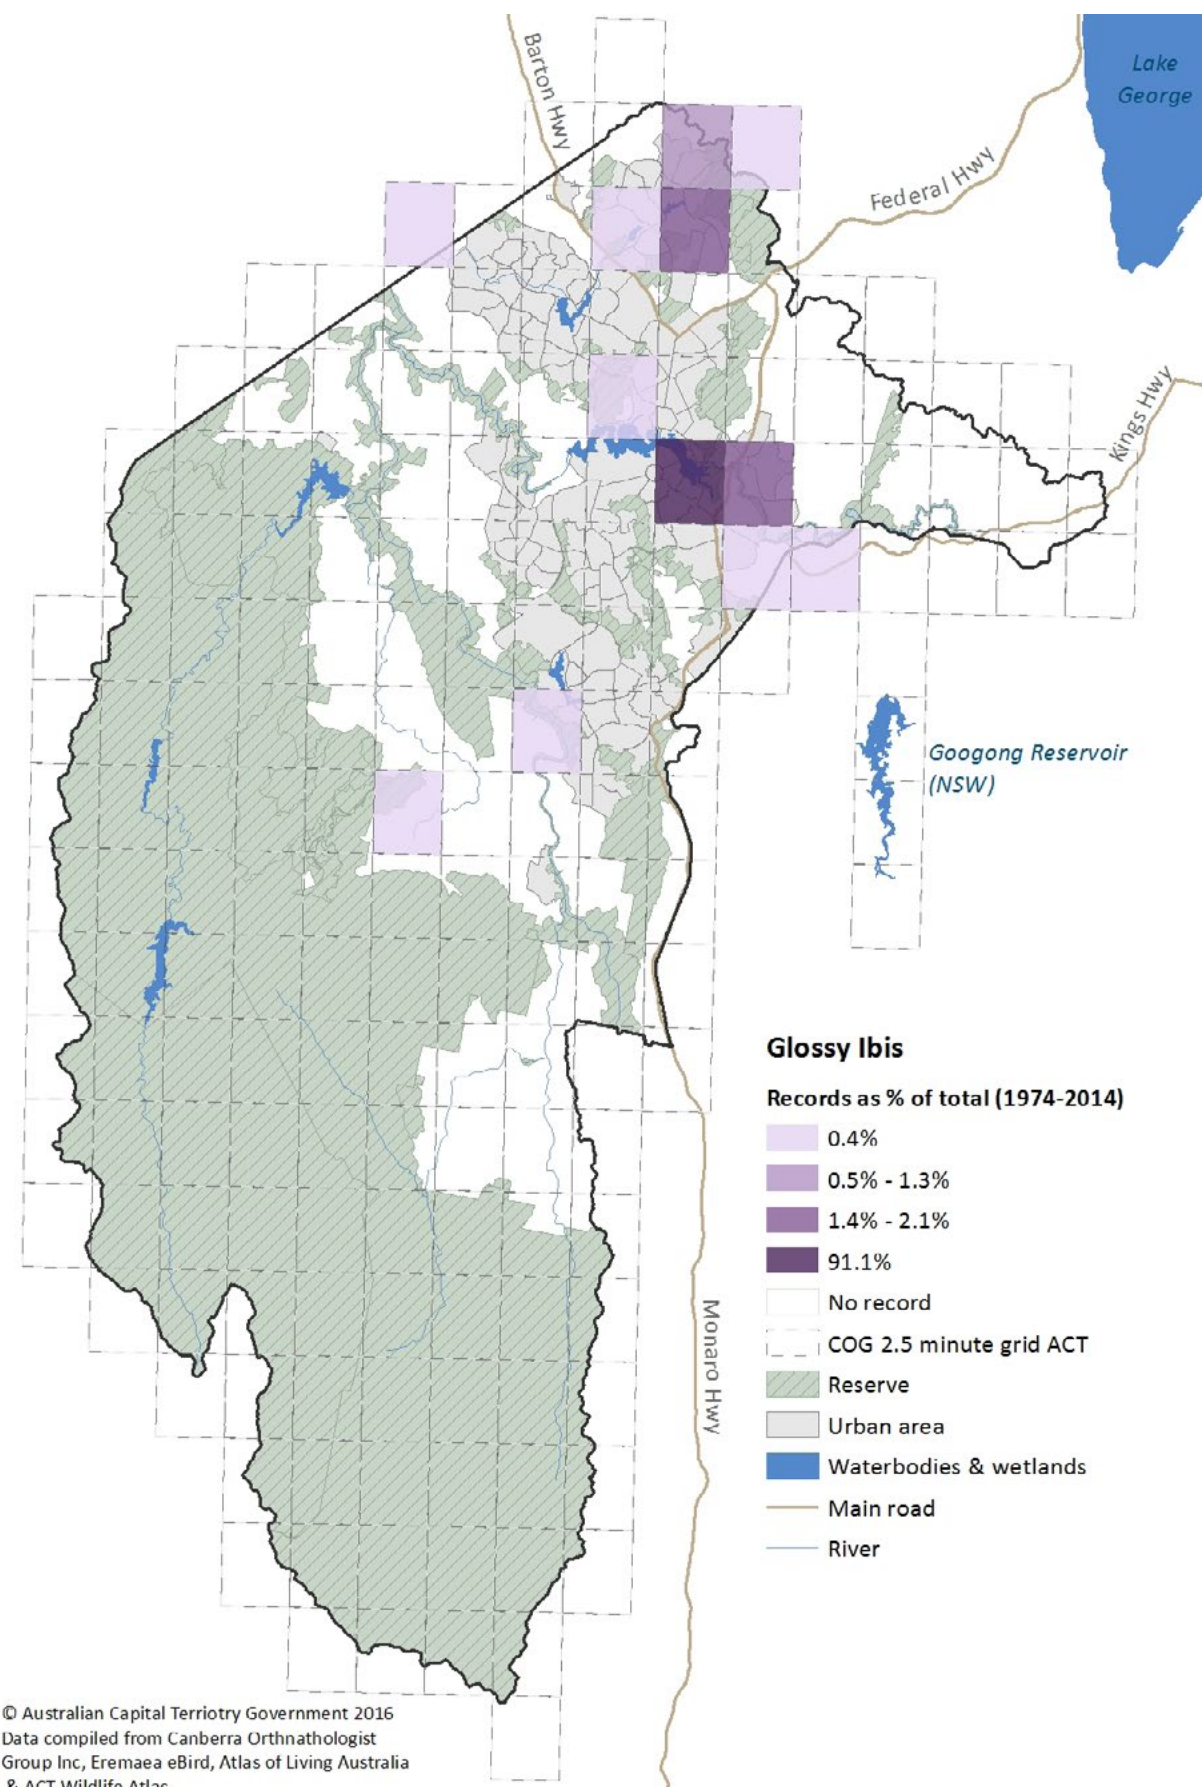 Lake
George
Barton Hwy
Federal Hwy
Kings Hwy
Googong Reservoir
(NSW)
Glossy Ibis
Records as % of total (1974-2014)
0.4%
0.5% - 1.3%
1.4% - 2.1%
91.1%
No record
COG 2.5 minute grid ACT
Reserve
Urban area
Waterbodies & wetlands
Main road
River
Monaro Hwy
© Australian Capital Terriotry Government 2016
Data compiled from Canberra Orthnathologist
Group Inc, Eremaea eBird, Atlas of Living Australia
& ACT Wildlife Atlas